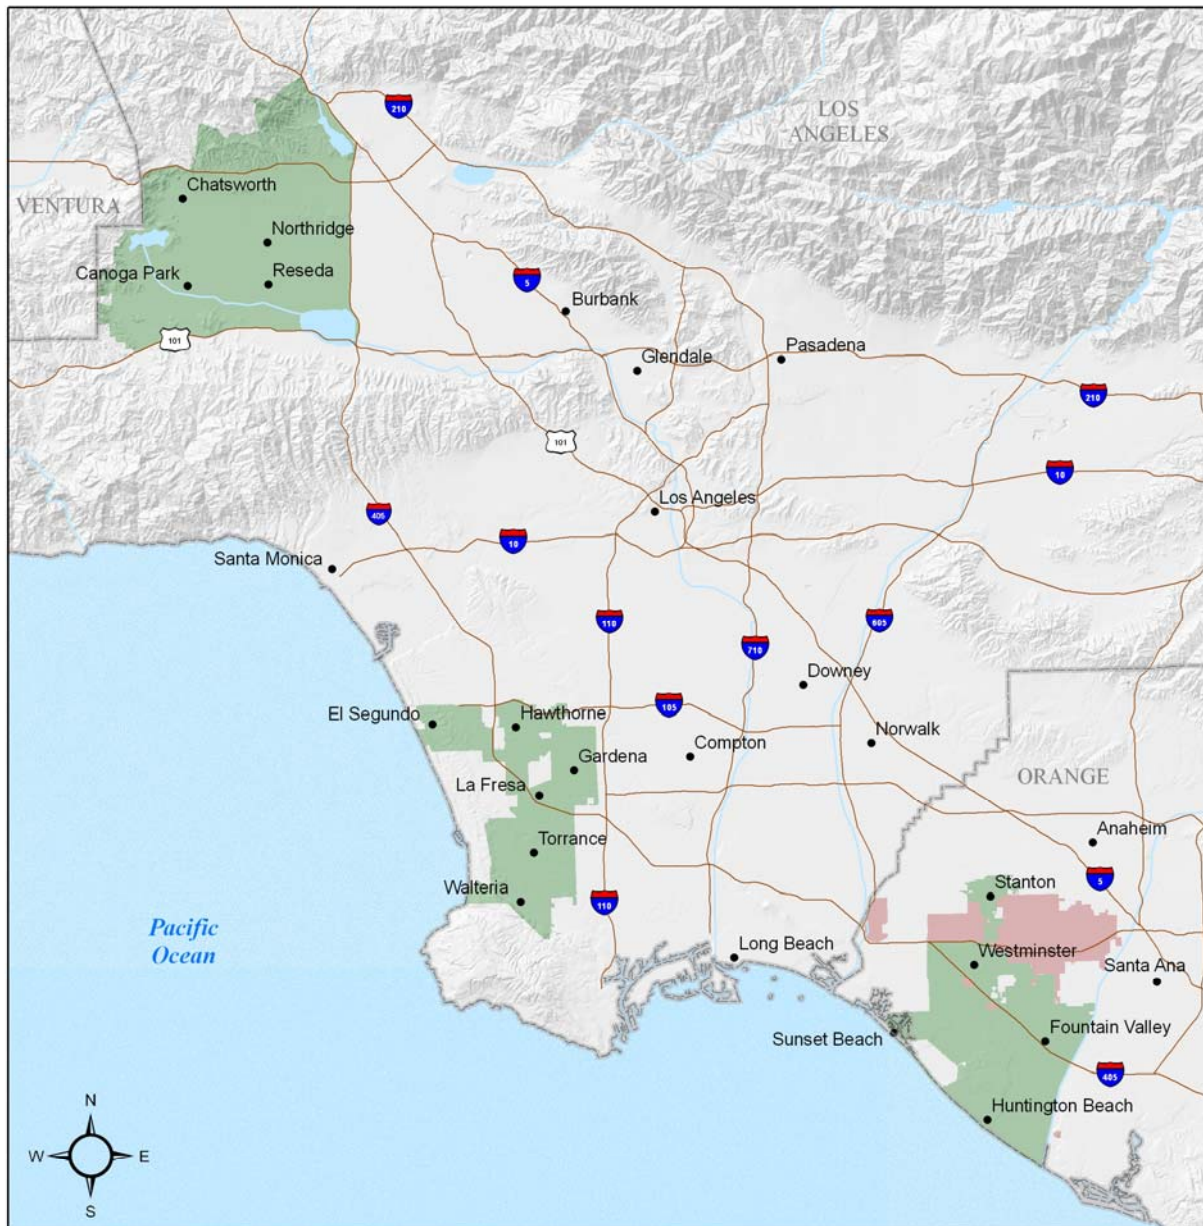 210
LOS
ANGELES
Chatsworth
VENTURA
Northridge
Canoga Park
Reseda
5
Burbank
101
Glendale
Pasadena
210
101
10
Los Angeles
405
10
Santa Monica
110
605
710
Downey
El Segundo
Hawthorne
105
Norwalk
Gardena
Compton
ORANGE
La Fresa
Anaheim
Torrance
5
Stanton
Walteria
110
Pacific
Ocean
Long Beach
Westminster
Santa Ana
Sunset Beach
Fountain Valley
405
Huntington Beach
N
W
E
S